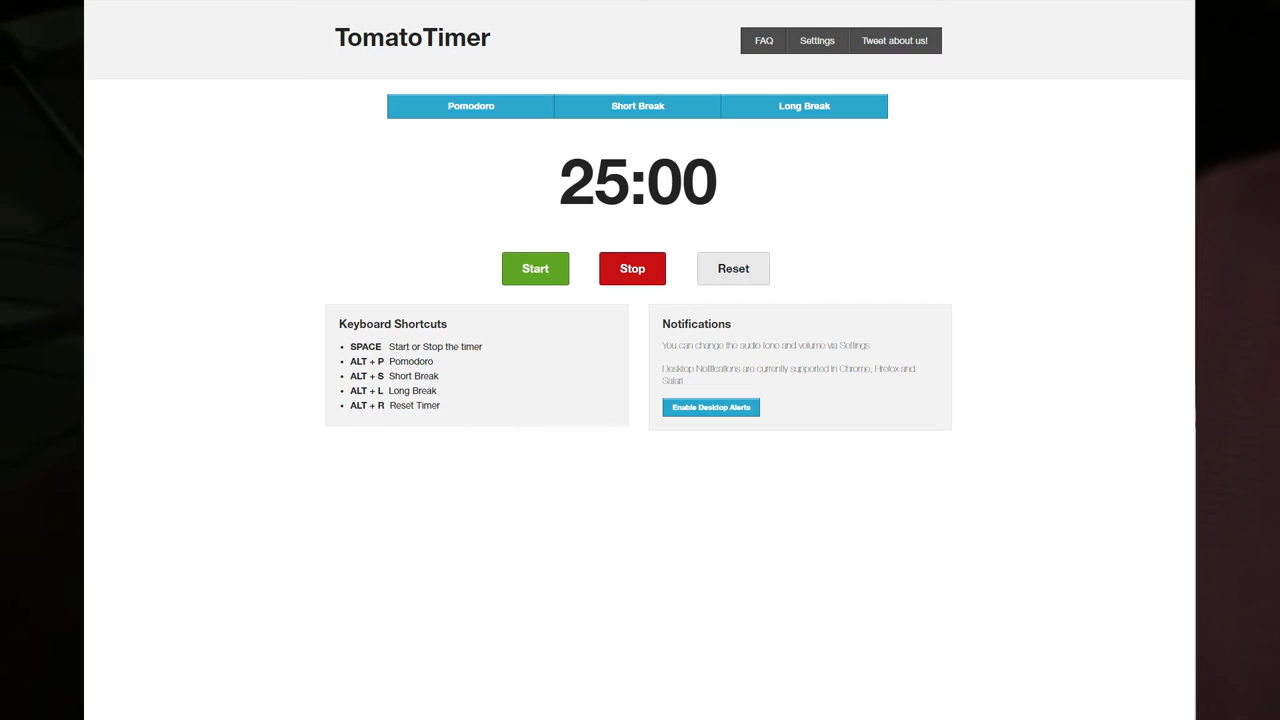 TomatoTimer
FAQ Settings Tweet about us!
Pomodoro Short Break Long Break
25:00
Start Stop Reset
Keyboard Shortcuts
• SPACE Start or Stop the timer
• ALT + P Pomodoro
• ALT + S Short Break
• ALT + L Long Break
• ALT + R Reset Timer
Notifications
You can change the audio tone and volume via Settings
Desktop Notifications are currently supported in Chrome, Firefox and
Safari
Enable Desktop Alerts